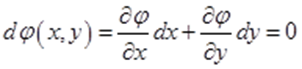 dφ(x, y) = ∂φ/∂x dx + ∂φ/∂y dy = 0